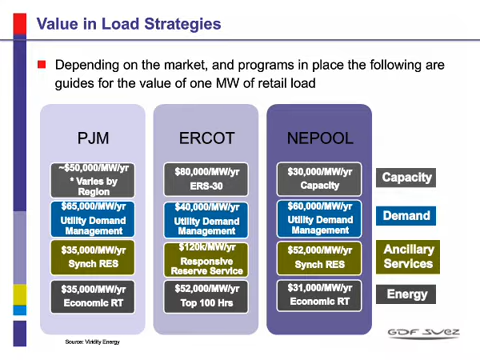 Value in Load Strategies
Depending on the market, and programs in place the following are
guides for the value of one MW of retail load
PJM
ERCOT
NEPOOL
~$50,000/MW/yr
* Varies by
Region
$80,000/MW/yr
ERS-30
$30,000/MW/yr
Capacity
Capacity
$65,000/MW/yr
Utility Demand
Management
$40,000/MW/yr
Utility Demand
Management
$60,000/MW/yr
Utility Demand
Management
Demand
$35,000/MW/yr
Synch RES
$120k/MW/yr
Responsive
Reserve Service
$52,000/MW/yr
Synch RES
Ancillary
Services
$35,000/MW/yr
Economic RT
$52,000/MW/yr
Top 100 Hrs
$31,000/MW/yr
Economic RT
Energy
Source: Viridity Energy
GDF SUEZ